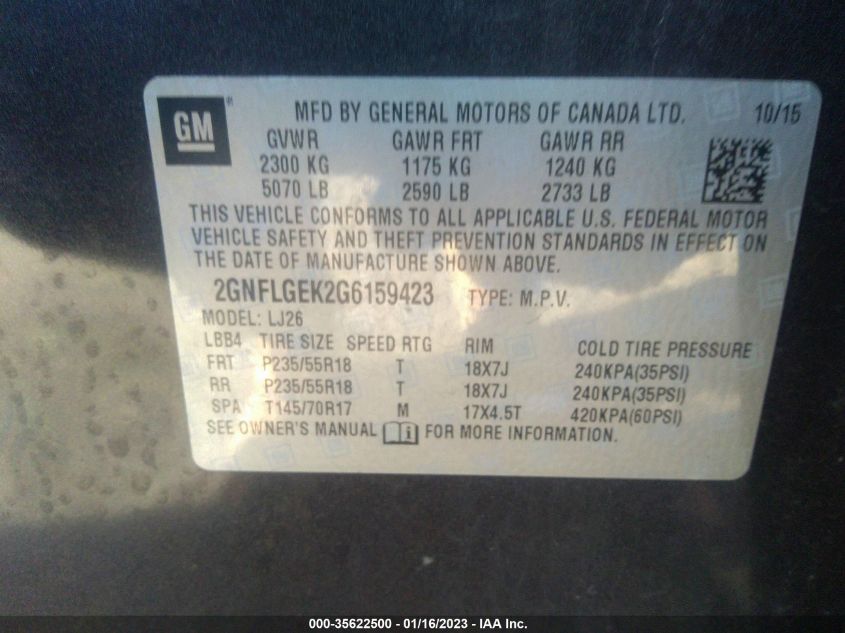 GM® MFD BY GENERAL MOTORS OF CANADA LTD. 10/15
GVWR GAWR FRT GAWR RR
2300 KG 1175 KG 1240 KG
5070 LB 2590 LB 2733 LB
THIS VEHICLE CONFORMS TO ALL APPLICABLE U.S. FEDERAL MOTOR
VEHICLE SAFETY AND THEFT PREVENTION STANDARDS IN EFFECT ON
THE DATE OF MANUFACTURE SHOWN ABOVE.
2GNFLGEK2G6159423 TYPE: M.P.V.
MODEL: LJ26
LBB4 TIRE SIZE SPEED RTG RIM COLD TIRE PRESSURE
FRT P235/55R18 T 18X7J 240KPA(35PSI)
RR P235/55R18 T 18X7J 240KPA(35PSI)
SPA T145/70R17 M 17X4.5T 420KPA(60PSI)
SEE OWNER'S MANUAL FOR MORE INFORMATION.
000-35622500 - 01/16/2023 - IAA Inc.